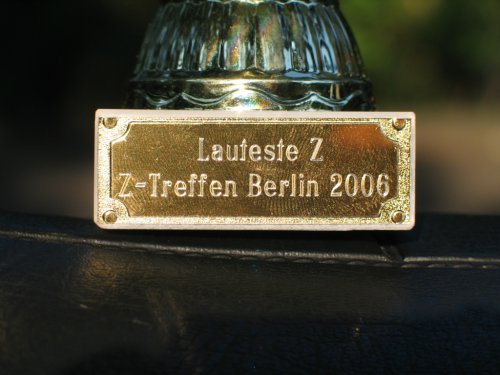 Lauteste Z
Z-Treffen Berlin 2006